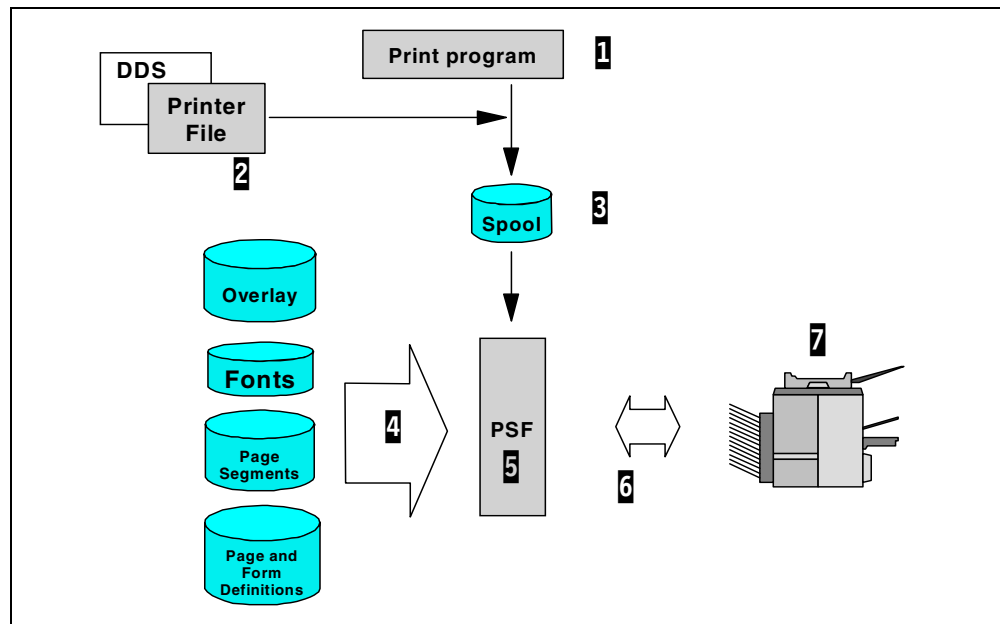 Print program
1
DDS
Printer
File
2
Spool
3
Overlay
Fonts
Page
Segments
Page and
Form
Definitions
4
PSF
5
6
7